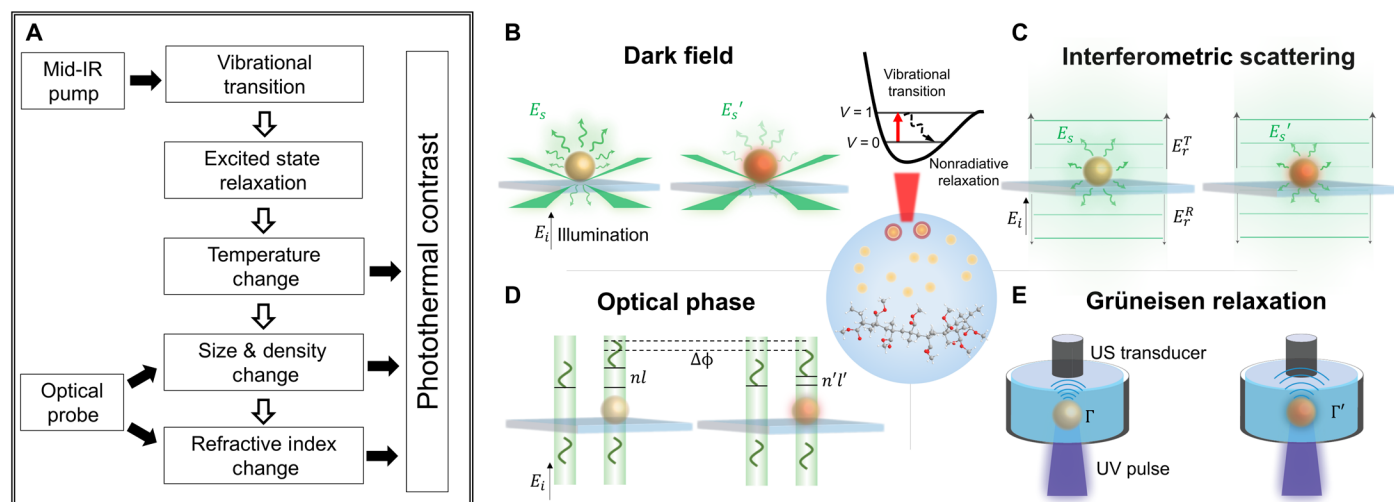 A
Mid-IR
pump
Vibrational
transition
Excited state
relaxation
Temperature
change
Size & density
change
Optical
probe
Refractive index
change
Photothermal contrast
B
Dark field
E_s
E_s′
E_i
Illumination
Vibrational
transition
V = 1
V = 0
Nonradiative
relaxation
C
Interferometric scattering
E_s
E_s′
E_r^T
E_i
E_r^R
D
Optical phase
Δϕ
nl
n′l′
E_i
E
Grüneisen relaxation
US transducer
Γ
Γ′
UV pulse